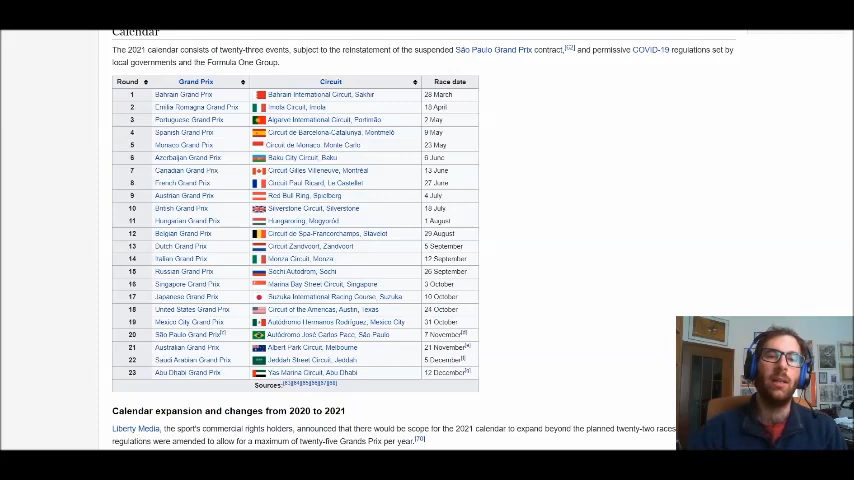 Calendar
The 2021 calendar consists of twenty-three events, subject to the reinstatement of the suspended São Paulo Grand Prix contract,[62] and permissive COVID-19 regulations set by
local governments and the Formula One Group.
Round Grand Prix Circuit Race date
1 Bahrain Grand Prix Bahrain International Circuit, Sakhir 28 March
2 Emilia Romagna Grand Prix Imola Circuit, Imola 18 April
3 Portuguese Grand Prix Algarve International Circuit, Portimão 2 May
4 Spanish Grand Prix Circuit de Barcelona-Catalunya, Montmeló 9 May
5 Monaco Grand Prix Circuit de Monaco, Monte Carlo 23 May
6 Azerbaijan Grand Prix Baku City Circuit, Baku 6 June
7 Canadian Grand Prix Circuit Gilles Villeneuve, Montréal 13 June
8 French Grand Prix Circuit Paul Ricard, Le Castellet 27 June
9 Austrian Grand Prix Red Bull Ring, Spielberg 4 July
10 British Grand Prix Silverstone Circuit, Silverstone 18 July
11 Hungarian Grand Prix Hungaroring, Mogyoród 1 August
12 Belgian Grand Prix Circuit de Spa-Francorchamps, Stavelot 29 August
13 Dutch Grand Prix Circuit Zandvoort, Zandvoort 5 September
14 Italian Grand Prix Monza Circuit, Monza 12 September
15 Russian Grand Prix Sochi Autodrom, Sochi 26 September
16 Singapore Grand Prix Marina Bay Street Circuit, Singapore 3 October
17 Japanese Grand Prix Suzuka International Racing Course, Suzuka 10 October
18 United States Grand Prix Circuit of the Americas, Austin, Texas 24 October
19 Mexico City Grand Prix Autódromo Hermanos Rodríguez, Mexico City 31 October
20 São Paulo Grand Prix Autódromo José Carlos Pace, São Paulo 7 November
21 Australian Grand Prix Albert Park Circuit, Melbourne 21 November
22 Saudi Arabian Grand Prix Jeddah Street Circuit, Jeddah 5 December
23 Abu Dhabi Grand Prix Yas Marina Circuit, Abu Dhabi 12 December
Sources:
Calendar expansion and changes from 2020 to 2021
Liberty Media, the sport's commercial rights holders, announced that there would be scope for the 2021 calendar to expand beyond the planned twenty-two races
regulations were amended to allow for a maximum of twenty-five Grands Prix per year.[70]